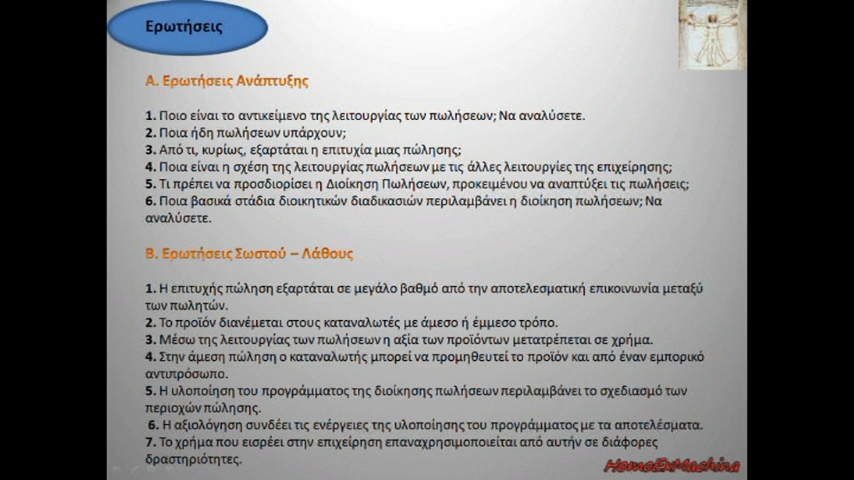 Ερωτήσεις
Α. Ερωτήσεις Ανάπτυξης
1. Ποιο είναι το αντικείμενο της λειτουργίας των πωλήσεων; Να αναλύσετε.
2. Ποια ήδη πωλήσεων υπάρχουν;
3. Από τι, κυρίως, εξαρτάται η επιτυχία μιας πώλησης;
4. Ποια είναι η σχέση της λειτουργίας πωλήσεων με τις άλλες λειτουργίες της επιχείρησης;
5. Τι πρέπει να προσδιορίσει η Διοίκηση Πωλήσεων, προκειμένου να αναπτύξει τις πωλήσεις;
6. Ποια βασικά στάδια διοικητικών διαδικασιών περιλαμβάνει η διοίκηση πωλήσεων; Να
αναλύσετε.
Β. Ερωτήσεις Σωστού – Λάθους
1. Η επιτυχής πώληση εξαρτάται σε μεγάλο βαθμό από την αποτελεσματική επικοινωνία μεταξύ
των πωλητών.
2. Το προϊόν διανέμεται στους καταναλωτές με άμεσο ή έμμεσο τρόπο.
3. Μέσω της λειτουργίας των πωλήσεων η αξία των προϊόντων μετατρέπεται σε χρήμα.
4. Στην άμεση πώληση ο καταναλωτής μπορεί να προμηθευτεί το προϊόν και από έναν εμπορικό
αντιπρόσωπο.
5. Η υλοποίηση του προγράμματος της διοίκησης πωλήσεων περιλαμβάνει το σχεδιασμό των
περιοχών πώλησης.
6. Η αξιολόγηση συνδέει τις ενέργειες της υλοποίησης του προγράμματος με τα αποτελέσματα.
7. Το χρήμα που εισρέει στην επιχείρηση επαναχρησιμοποιείται από αυτήν σε διάφορες
δραστηριότητες.
HomoExMachina